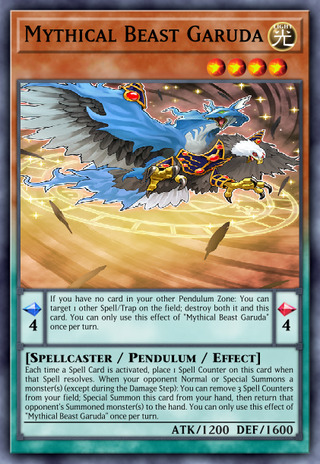 Mythical Beast Garuda
LIGHT
光
If you have no card in your other Pendulum Zone: You can
target 1 other Spell/Trap on the field; destroy both it and this
card. You can only use this effect of "Mythical Beast Garuda"
once per turn.
4
4
[Spellcaster / Pendulum / Effect]
Each time a Spell Card is activated, place 1 Spell Counter on this card when
that Spell resolves. When your opponent Normal or Special Summons a
monster(s) (except during the Damage Step): You can remove 3 Spell Counters
from your field; Special Summon this card from your hand, then return that
opponent's Summoned monster(s) to the hand. You can only use this effect of
"Mythical Beast Garuda" once per turn.
ATK/1200 DEF/1600